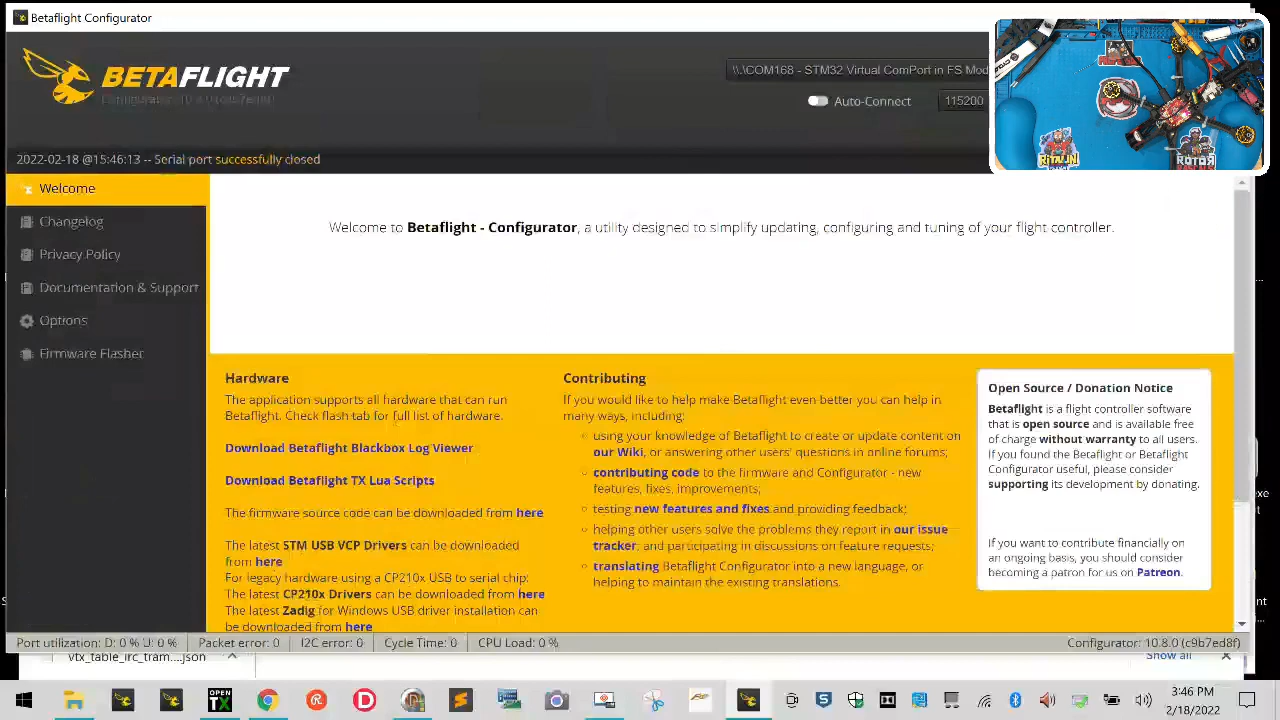 Betaflight Configurator
BETAFLIGHT
\\.\COM168 - STM32 Virtual ComPort in FS Mod
Auto-Connect
115200
2022-02-18 @15:46:13 -- Serial port successfully closed
Welcome
Changelog
Privacy Policy
Documentation & Support
Options
Firmware Flasher
Welcome to Betaflight - Configurator, a utility designed to simplify updating, configuring and tuning of your flight controller.
Hardware
The application supports all hardware that can run
Betaflight. Check flash tab for full list of hardware.
Download Betaflight Blackbox Log Viewer
Download Betaflight TX Lua Scripts
The firmware source code can be downloaded from here
The latest STM USB VCP Drivers can be downloaded
from here
For legacy hardware using a CP210x USB to serial chip:
The latest CP210x Drivers can be downloaded from here
The latest Zadig for Windows USB driver installation can
be downloaded from here
Contributing
If you would like to help make Betaflight even better you can help in
many ways, including:
using your knowledge of Betaflight to create or update content on
our Wiki, or answering other users' questions in online forums;
contributing code to the firmware and Configurator - new
features, fixes, improvements;
testing new features and fixes and providing feedback;
helping other users solve the problems they report in our issue
tracker, and participating in discussions on feature requests;
translating Betaflight Configurator into a new language, or
helping to maintain the existing translations.
Open Source / Donation Notice
Betaflight is a flight controller software
that is open source and is available free
of charge without warranty to all users.
If you found the Betaflight or Betaflight
Configurator useful, please consider
supporting its development by donating.
If you want to contribute financially on
an ongoing basis, you should consider
becoming a patron for us on Patreon.
Port utilization: D: 0 % U: 0 %
Packet error: 0
I2C error: 0
Cycle Time: 0
CPU Load: 0 %
Configurator: 10.8.0 (c9b7ed8f)
vtx_table_irc_tram....json
Show all
OPEN
TX
3:46 PM
2/18/2022